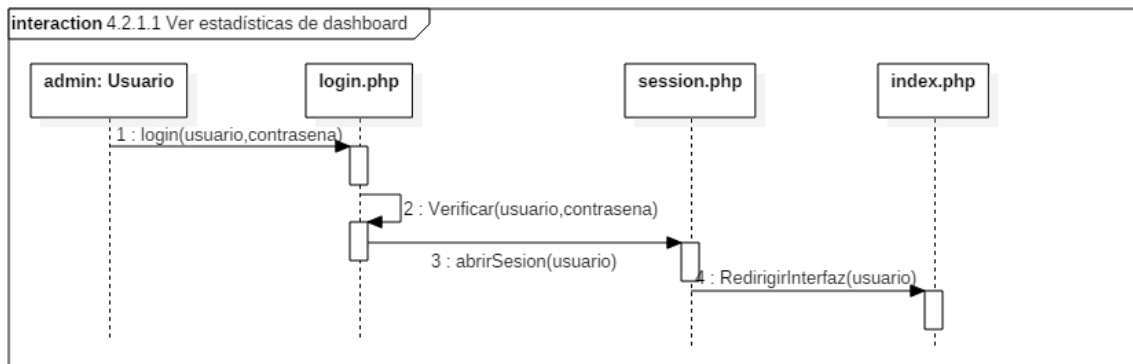 interaction 4.2.1.1 Ver estadísticas de dashboard
admin: Usuario
login.php
session.php
index.php
1 : login(usuario,contrasena)
2 : Verificar(usuario,contrasena)
3 : abrirSesion(usuario)
4 : RedirigirInterfaz(usuario)